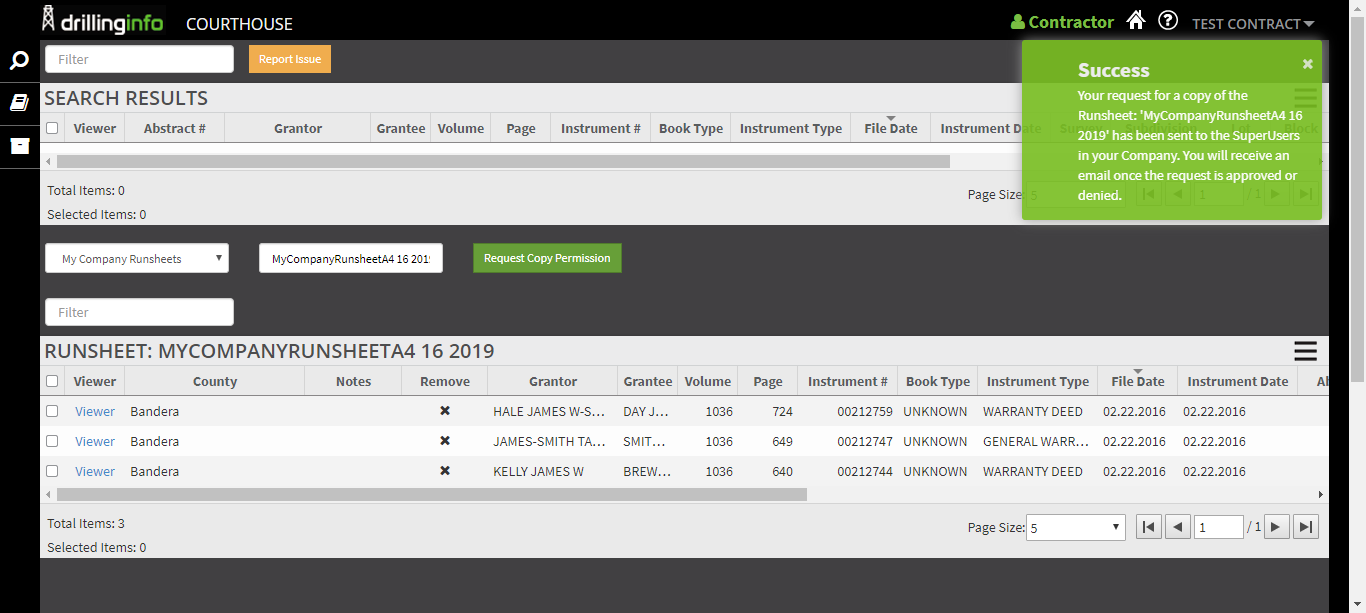 drillinginfo COURTHOUSE Contractor ? TEST CONTRACT
Filter Report Issue
Success ×
Your request for a copy of the
Runsheet: 'MyCompanyRunsheetA4 16
2019' has been sent to the SuperUsers
in your Company. You will receive an
email once the request is approved or
denied.
SEARCH RESULTS
Viewer Abstract # Grantor Grantee Volume Page Instrument # Book Type Instrument Type File Date Instrument Date Subdivision Lot Block
Total Items: 0
Page Size: 5 1 / 1
Selected Items: 0
My Company Runsheets MyCompanyRunsheetA4 16 201 Request Copy Permission
Filter
RUNSHEET: MYCOMPANYRUNSHEETA4 16 2019
Viewer County Notes Remove Grantor Grantee Volume Page Instrument # Book Type Instrument Type File Date Instrument Date
Viewer Bandera HALE JAMES W-S... DAY J... 1036 724 00212759 UNKNOWN WARRANTY DEED 02.22.2016 02.22.2016
Viewer Bandera JAMES-SMITH TA... SMIT... 1036 649 00212747 UNKNOWN GENERAL WARR... 02.22.2016 02.22.2016
Viewer Bandera KELLY JAMES W BREW... 1036 640 00212744 UNKNOWN WARRANTY DEED 02.22.2016 02.22.2016
Total Items: 3
Page Size: 5 1 / 1
Selected Items: 0